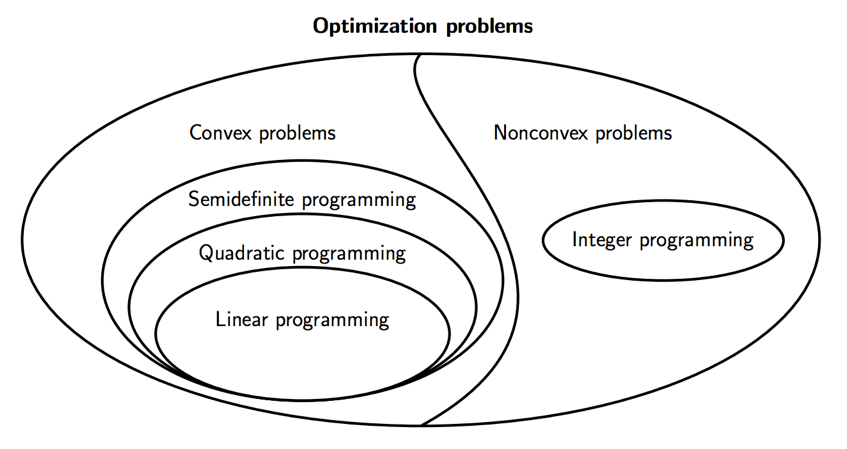 Optimization problems
Convex problems
Nonconvex problems
Semidefinite programming
Quadratic programming
Integer programming
Linear programming